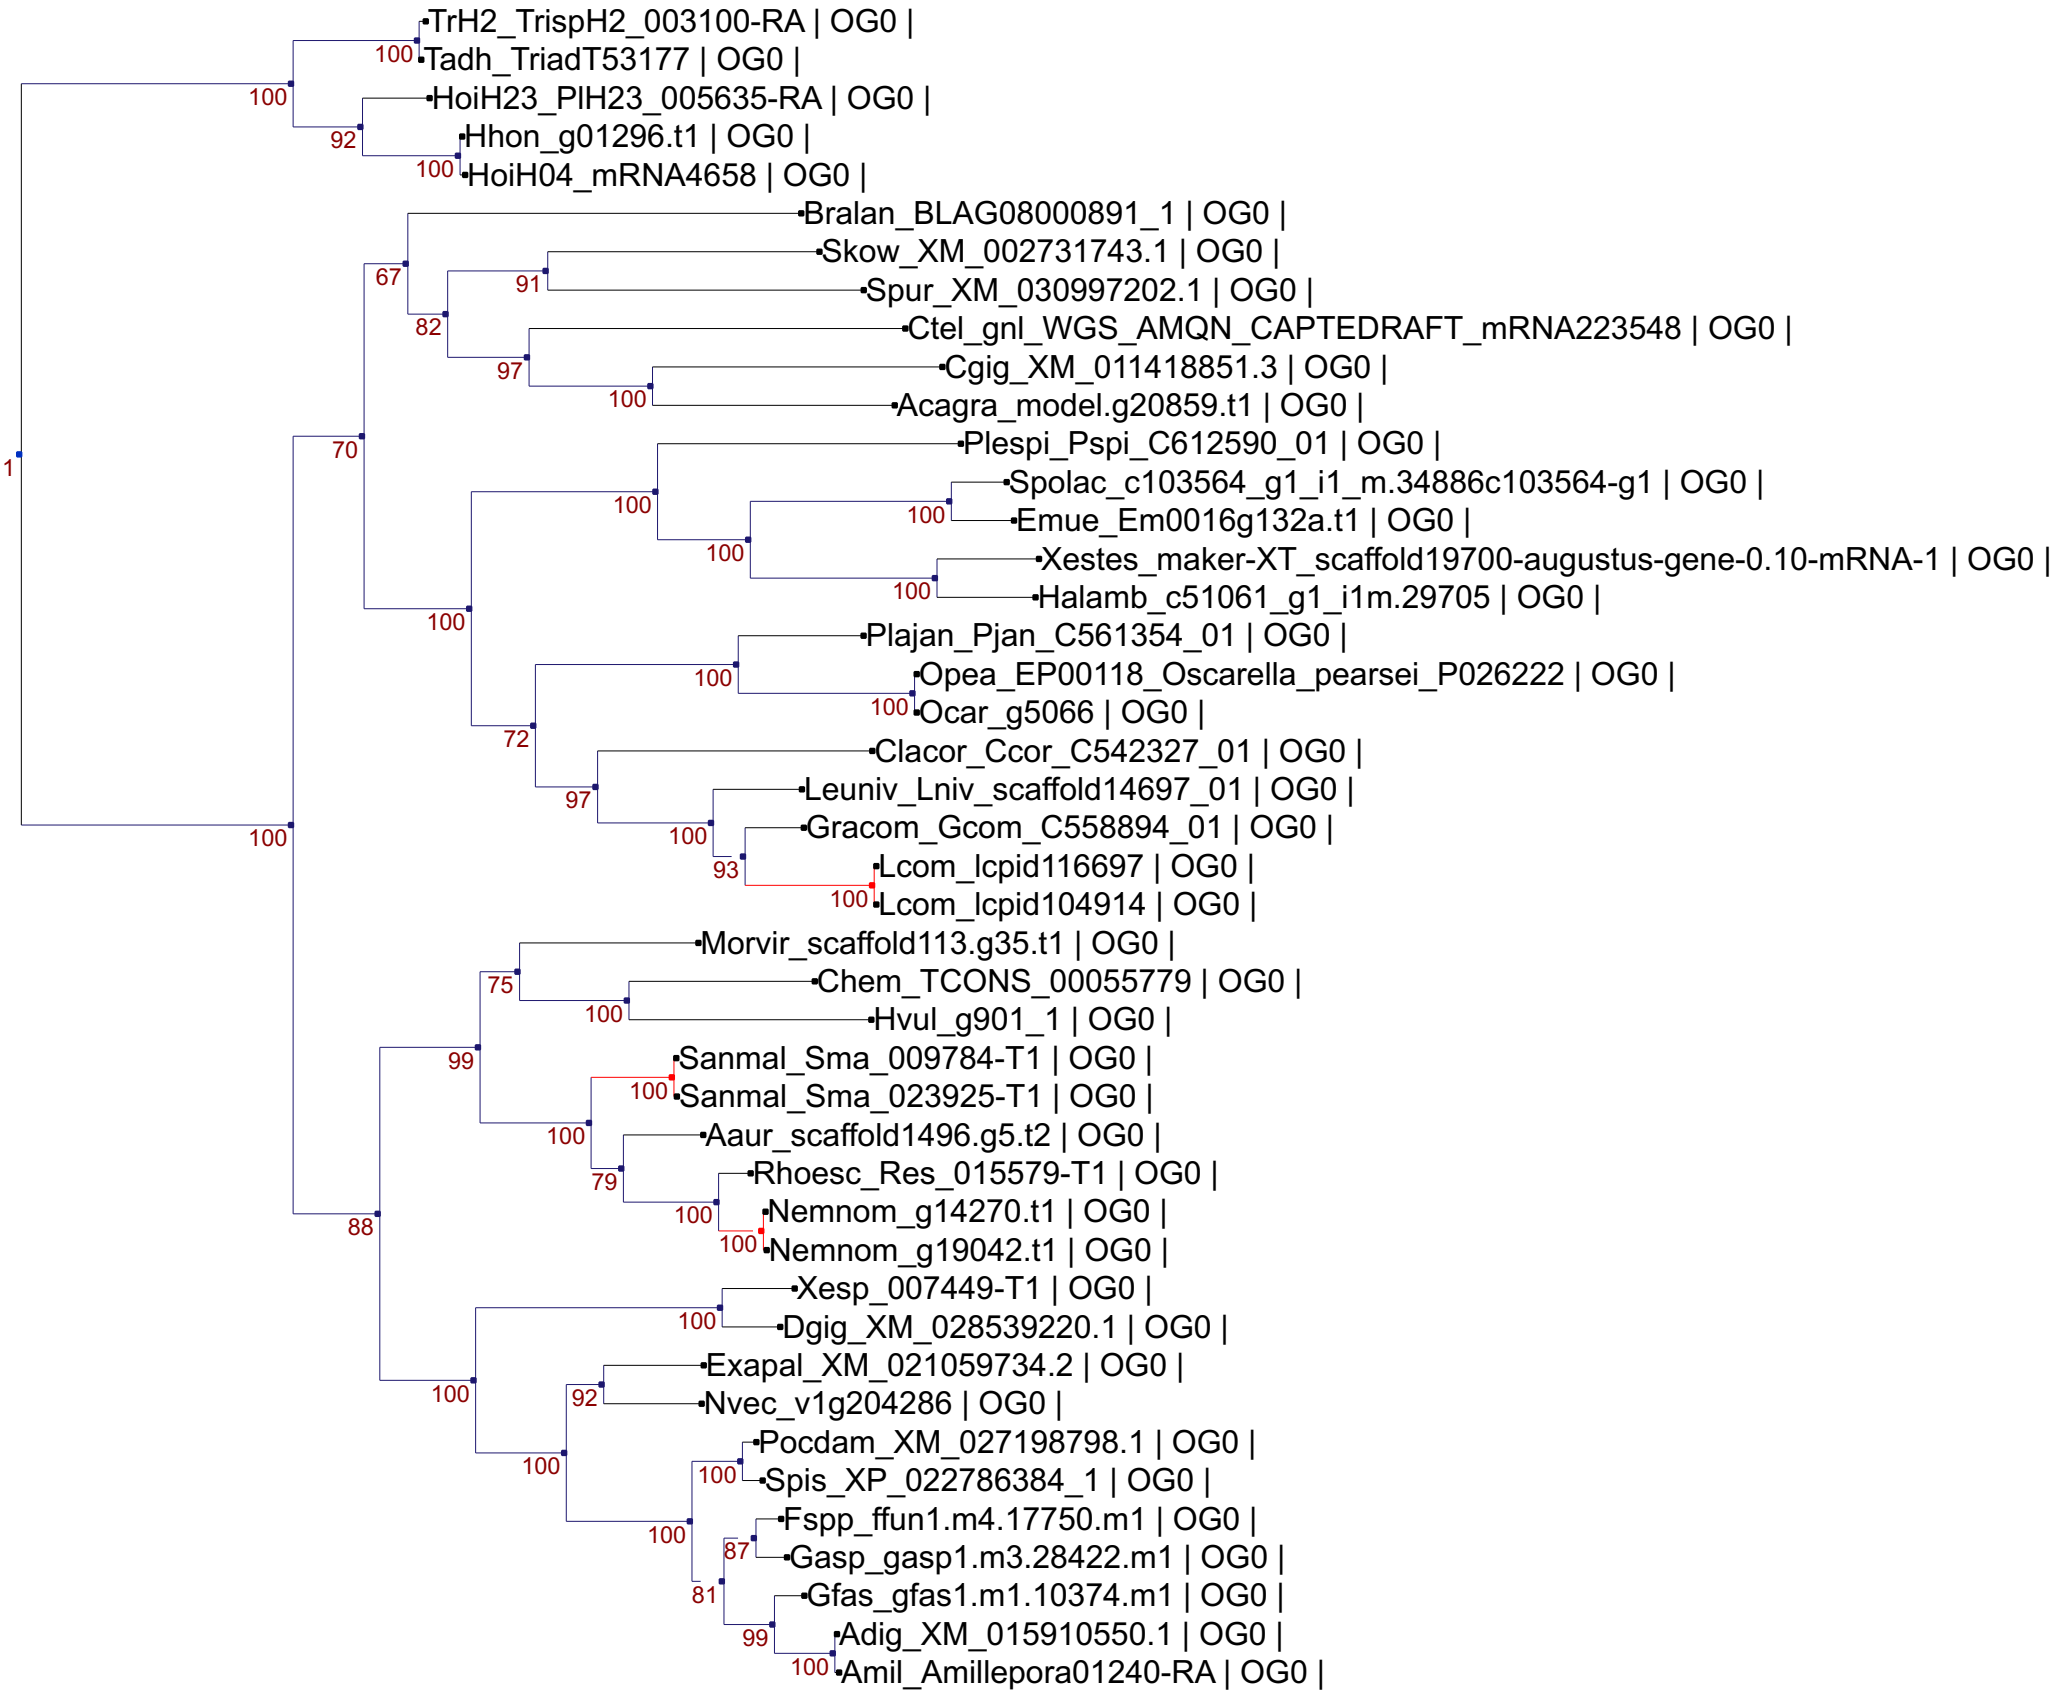 TrH2_TrispH2_003100-RA | OG0 |
100
Tadh_TriadT53177 | OG0 |
100
HoiH23_PlH23_005635-RA | OG0 |
92
Hhon_g01296.t1 | OG0 |
100
HoiH04_mRNA4658 | OG0 |
Bralan_BLAG08000891_1 | OG0 |
67
Skow_XM_002731743.1 | OG0 |
91
Spur_XM_030997202.1 | OG0 |
82
Ctel_gnl_WGS_AMQN_CAPTEDRAFT_mRNA223548 | OG0 |
97
Cgig_XM_011418851.3 | OG0 |
100
Acagra_model.g20859.t1 | OG0 |
70
Plespi_Pspi_C612590_01 | OG0 |
1
100
Spolac_c103564_g1_i1_m.34886c103564-g1 | OG0 |
100
Emue_Em0016g132a.t1 | OG0 |
100
Xestes_maker-XT_scaffold19700-augustus-gene-0.10-mRNA-1 | OG0 |
100
Halamb_c51061_g1_i1m.29705 | OG0 |
100
Plajan_Pjan_C561354_01 | OG0 |
100
Opea_EP00118_Oscarella_pearsei_P026222 | OG0 |
100
Ocar_g5066 | OG0 |
72
Clacor_Ccor_C542327_01 | OG0 |
97
Leuniv_Lniv_scaffold14697_01 | OG0 |
100
Gracom_Gcom_C558894_01 | OG0 |
100
93
Lcom_lcpid116697 | OG0 |
100
Lcom_lcpid104914 | OG0 |
Morvir_scaffold113.g35.t1 | OG0 |
75
Chem_TCONS_00055779 | OG0 |
100
Hvul_g901_1 | OG0 |
99
Sanmal_Sma_009784-T1 | OG0 |
100
Sanmal_Sma_023925-T1 | OG0 |
100
Aaur_scaffold1496.g5.t2 | OG0 |
79
Rhoesc_Res_015579-T1 | OG0 |
100
Nemnom_g14270.t1 | OG0 |
88
100
Nemnom_g19042.t1 | OG0 |
Xesp_007449-T1 | OG0 |
100
Dgig_XM_028539220.1 | OG0 |
Exapal_XM_021059734.2 | OG0 |
100
92
Nvec_v1g204286 | OG0 |
Pocdam_XM_027198798.1 | OG0 |
100
100
Spis_XP_022786384_1 | OG0 |
Fspp_ffun1.m4.17750.m1 | OG0 |
100
87
Gasp_gasp1.m3.28422.m1 | OG0 |
81
Gfas_gfas1.m1.10374.m1 | OG0 |
99
Adig_XM_015910550.1 | OG0 |
100
Amil_Amillepora01240-RA | OG0 |